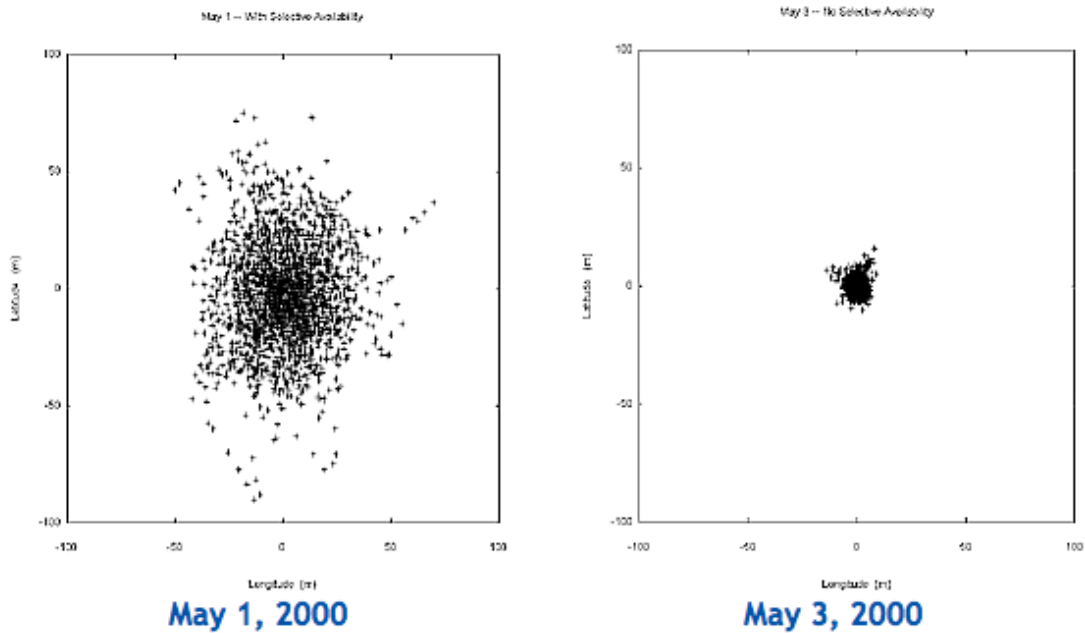 May 1 -- With Selective Availability
100
50
0
-50
-100
-100
-50
0
50
100
Latitude (m)
Longitude (m)
May 1, 2000
May 3 -- No Selective Availability
100
50
0
-50
-100
-100
-50
0
50
100
Latitude (m)
Longitude (m)
May 3, 2000